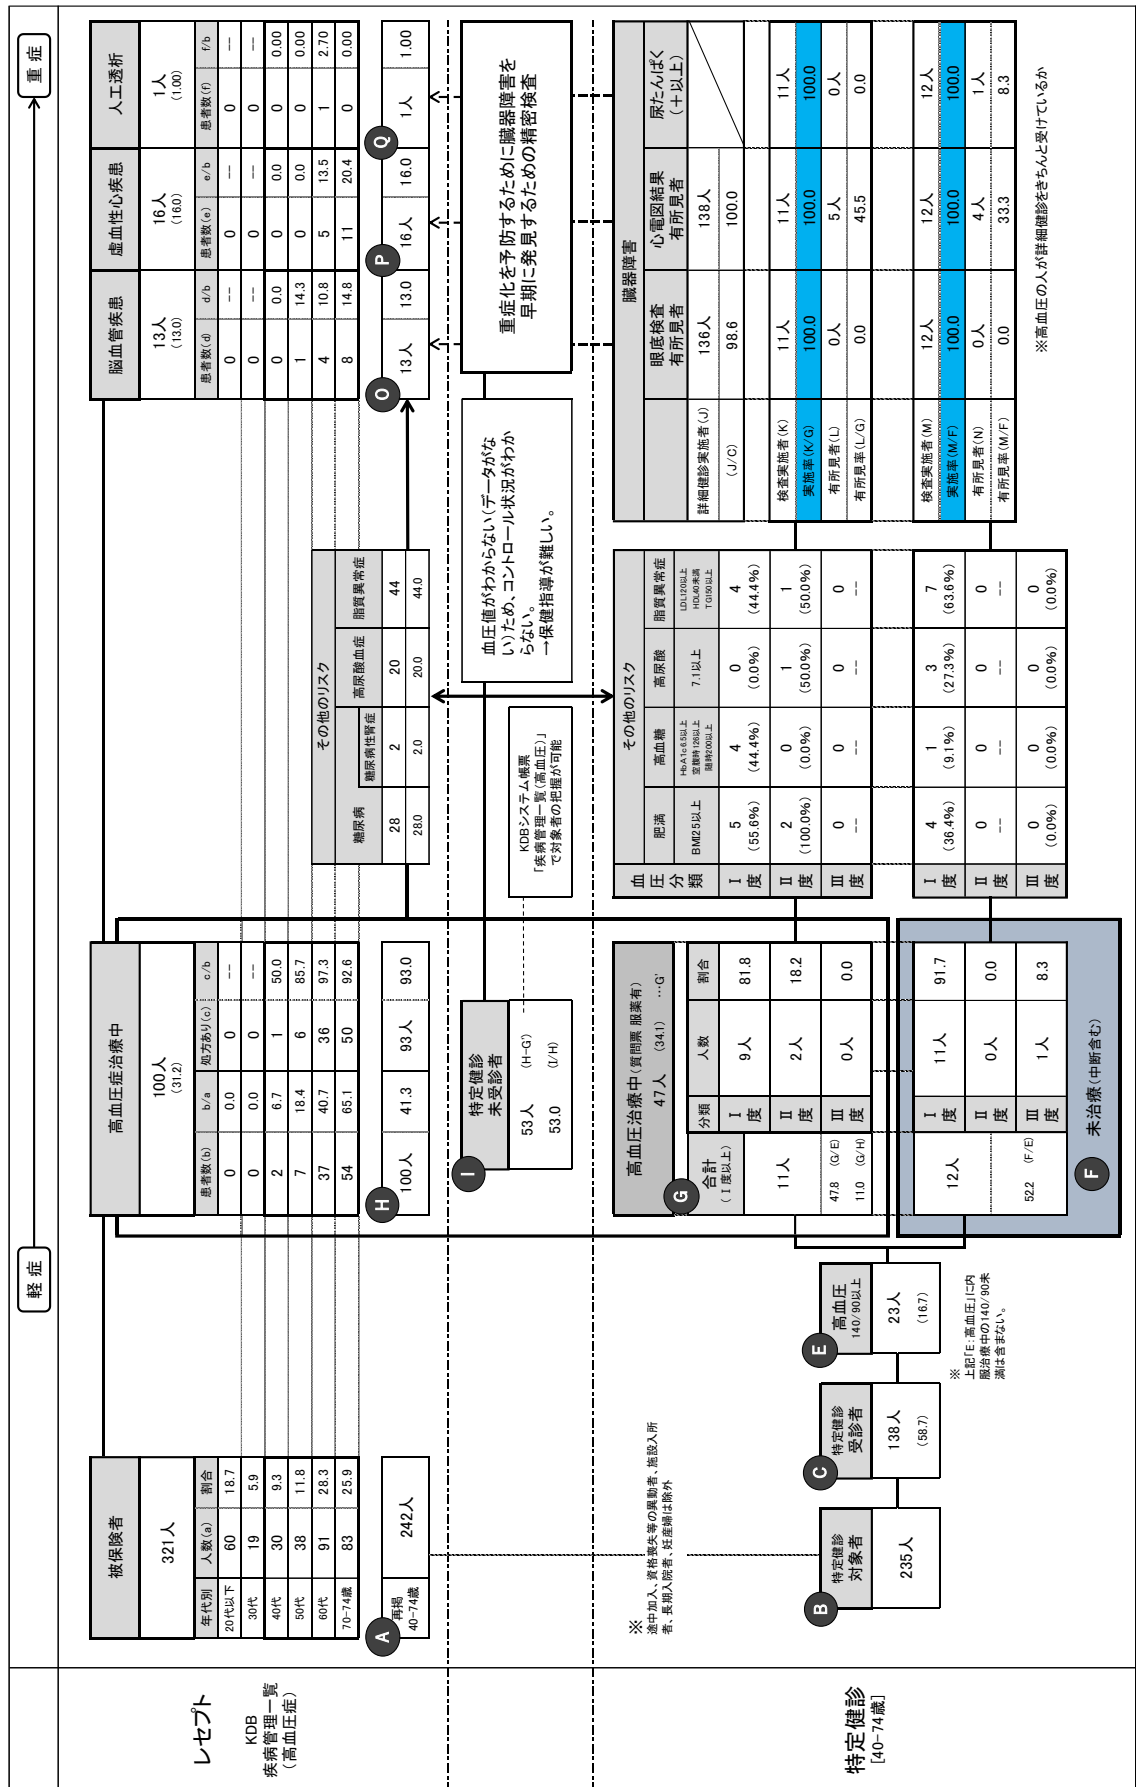 軽症
重症
レセプト
KDB
疾病管理一覧
（高血圧症）
被保険者
321人
年代別 人数(a) 割合
20代以下 60 18.7
30代 19 5.9
40代 30 9.3
50代 38 11.8
60代 91 28.3
70-74歳 83 25.9
A
再掲
40-74歳
242人
高血圧症治療中
100人
(31.2)
患者数(b) b/a 処方あり(c) c/b
0 0.0 0 --
0 0.0 0 --
2 6.7 1 50.0
7 18.4 6 85.7
37 40.7 36 97.3
54 65.1 50 92.6
H
100人 41.3 93人 93.0
その他のリスク
糖尿病 糖尿病性腎症 高尿酸血症 脂質異常症
28 2 20 44
28.0 2.0 20.0 44.0
脳血管疾患 虚血性心疾患 人工透析
13人 16人 1人
(13.0) (16.0) (1.00)
患者数(d) d/b 患者数(e) e/b 患者数(f) f/b
0 -- 0 -- 0 --
0 -- 0 -- 0 --
0 0.0 0 0.0 0 0.00
1 14.3 0 0.0 0 0.00
4 10.8 5 13.5 1 2.70
8 14.8 11 20.4 0 0.00
O P Q
13人 13.0 16人 16.0 1人 1.00
I
特定健診
未受診者
53人 (H-G')
53.0 (I/H)
KDBシステム帳票
「疾病管理一覧（高血圧）」
で対象者の把握が可能
血圧値がわからない（データがな
い）ため、コントロール状況がわか
らない。
→保健指導が難しい。
重症化を予防するために臓器障害を
早期に発見するための精密検査
特定健診
[40-74歳]
※
途中加入、資格喪失等の異動者、施設入所
者、長期入院者、妊産婦は除外
B
特定健診
対象者
235人
C
特定健診
受診者
138人
(58.7)
E
高血圧
140/90以上
23人
(16.7)
※
上記「E：高血圧」に内
服治療中の140/90未
満は含まない。
高血圧治療中(質問票 服薬有)
47人 (34.1) …G'
G
合計
(Ⅰ度以上)
分類 人数 割合
11人
47.8 (G/E)
11.0 (G/H)
Ⅰ度 9人 81.8
Ⅱ度 2人 18.2
Ⅲ度 0人 0.0
12人
52.2 (F/E)
Ⅰ度 11人 91.7
Ⅱ度 0人 0.0
Ⅲ度 1人 8.3
F
未治療(中断含む)
血圧分類
その他のリスク
肥満 高血糖 高尿酸 脂質異常症
BMI25以上
HbA1c6.5以上
空腹時126以上
随時200以上
7.1以上
LDL120以上
HDL40未満
TG150以上
Ⅰ度 5 4 0 4
(55.6%) (44.4%) (0.0%) (44.4%)
Ⅱ度 2 0 1 1
(100.0%) (0.0%) (50.0%) (50.0%)
Ⅲ度 0 0 0 0
-- -- -- --
Ⅰ度 4 1 3 7
(36.4%) (9.1%) (27.3%) (63.6%)
Ⅱ度 0 0 0 0
-- -- -- --
Ⅲ度 0 0 0 0
(0.0%) (0.0%) (0.0%) (0.0%)
臓器障害
眼底検査
有所見者
心電図結果
有所見者
尿たんぱく
（＋以上）
詳細健診実施者(J) 136人 138人
(J/C) 98.6 100.0
検査実施者(K) 11人 11人 11人
実施率(K/G) 100.0 100.0 100.0
有所見者(L) 0人 5人 0人
有所見率(L/G) 0.0 45.5 0.0
検査実施者(M) 12人 12人 12人
実施率(M/F) 100.0 100.0 100.0
有所見者(N) 0人 4人 1人
有所見率(M/F) 0.0 33.3 8.3
※高血圧の人が詳細健診をきちんと受けているか